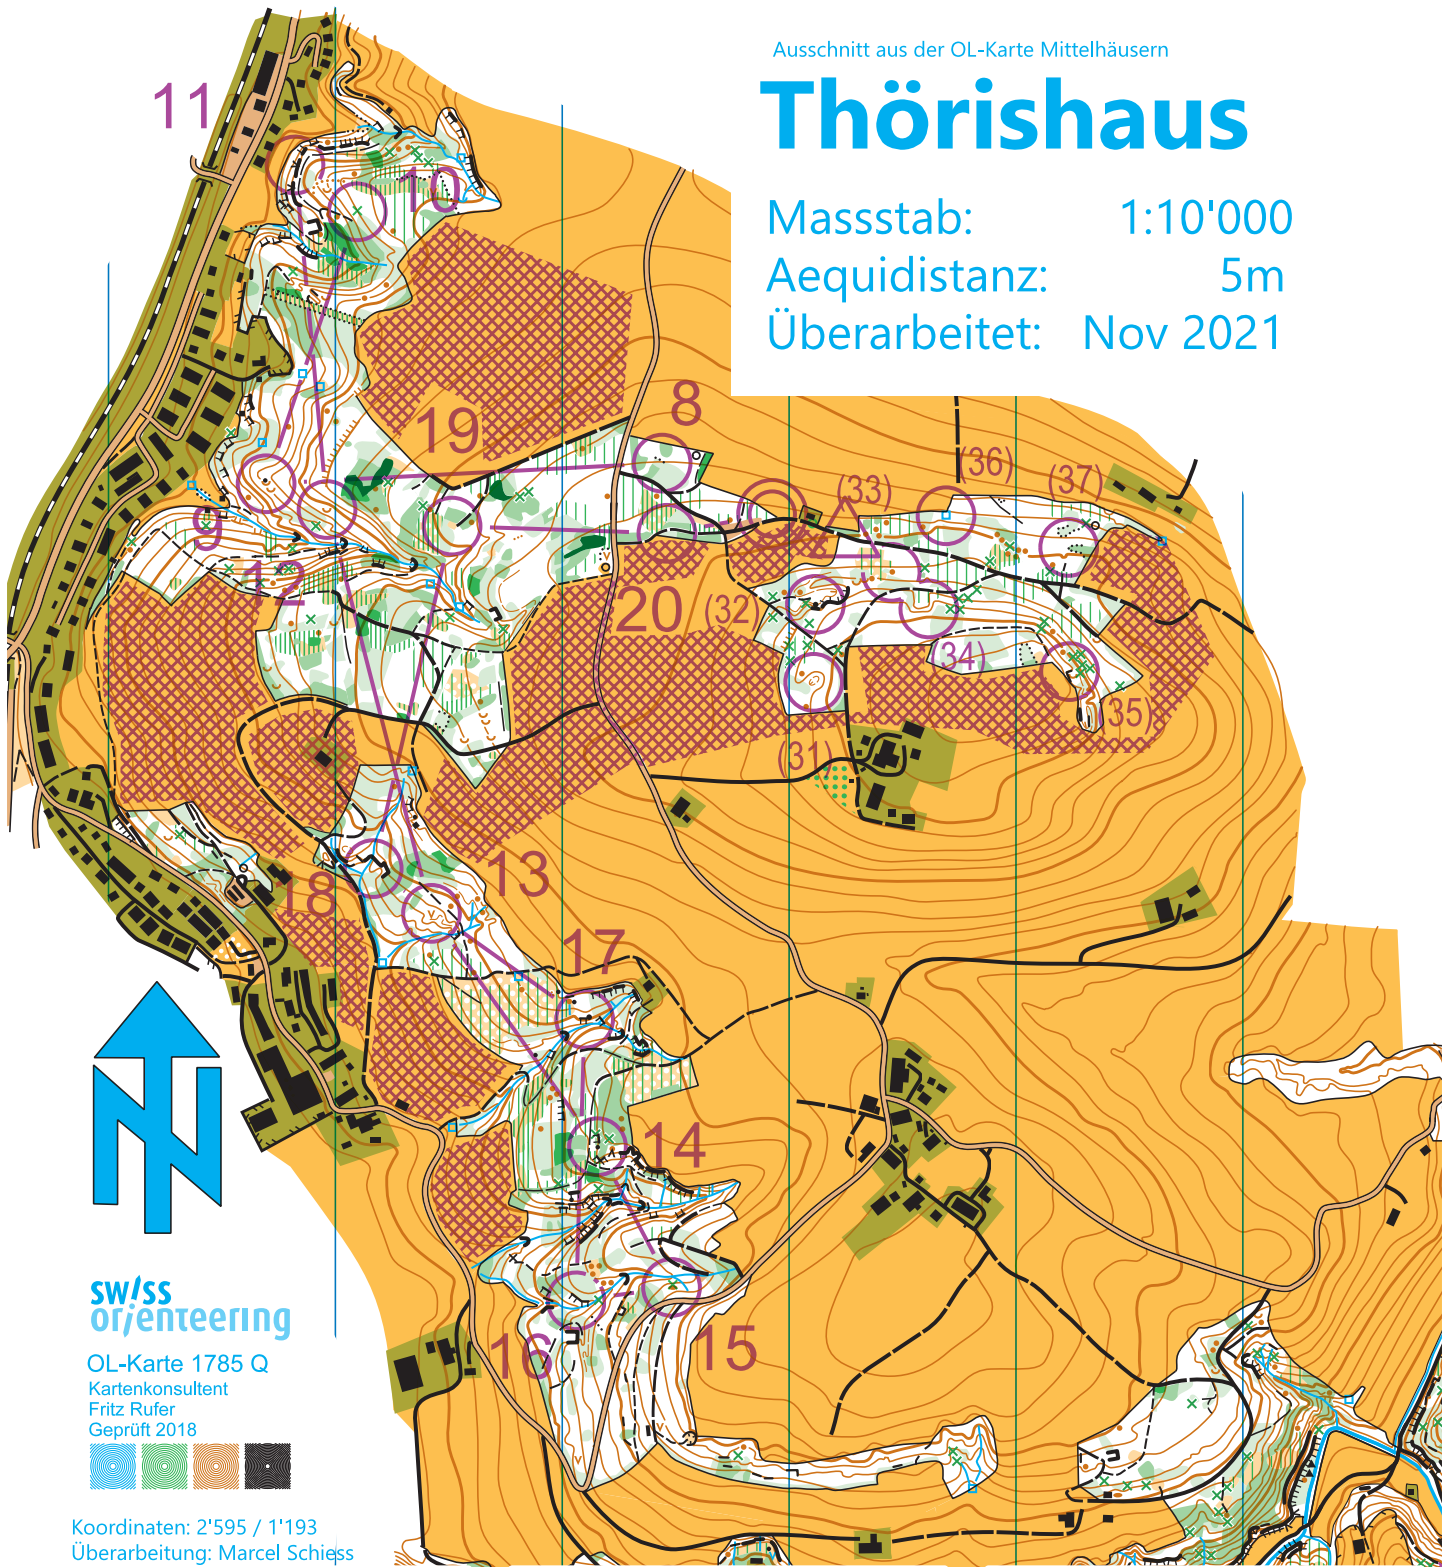 Ausschnitt aus der OL-Karte Mittelhäusern
Thörishaus
Massstab: 1:10'000
Aequidistanz: 5m
Überarbeitet: Nov 2021
11
10
19
8
(33)
(36)
(37)
9
12
20
(32)
(34)
(35)
(31)
13
18
17
14
16
15
swiss
orienteering
OL-Karte 1785 Q
Kartenkonsultent
Fritz Rufer
Geprüft 2018
Koordinaten: 2'595 / 1'193
Überarbeitung: Marcel Schiess